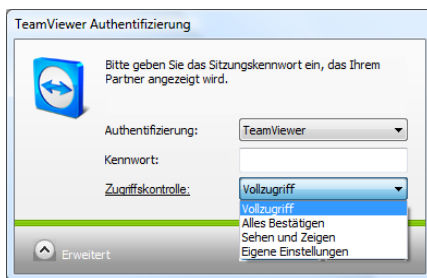 TeamViewer Authentifizierung
Bitte geben Sie das Sitzungskennwort ein, das Ihrem
Partner angezeigt wird.
Authentifizierung: TeamViewer
Kennwort:
Zugriffskontrolle: Vollzugriff
Vollzugriff
Alles Bestätigen
Sehen und Zeigen
Eigene Einstellungen
Erweitert